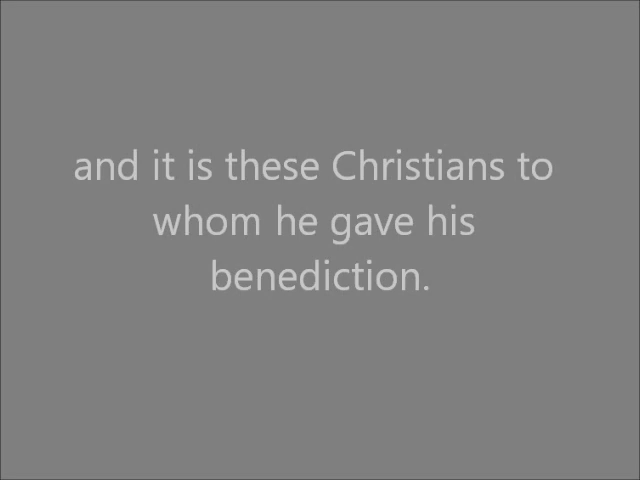 and it is these Christians to
whom he gave his
benediction.